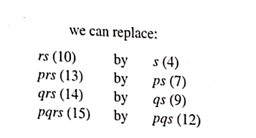 we can replace:
rs (10) by s (4)
prs (13) by ps (7)
qrs (14) by qs (9)
pqrs (15) by pqs (12)